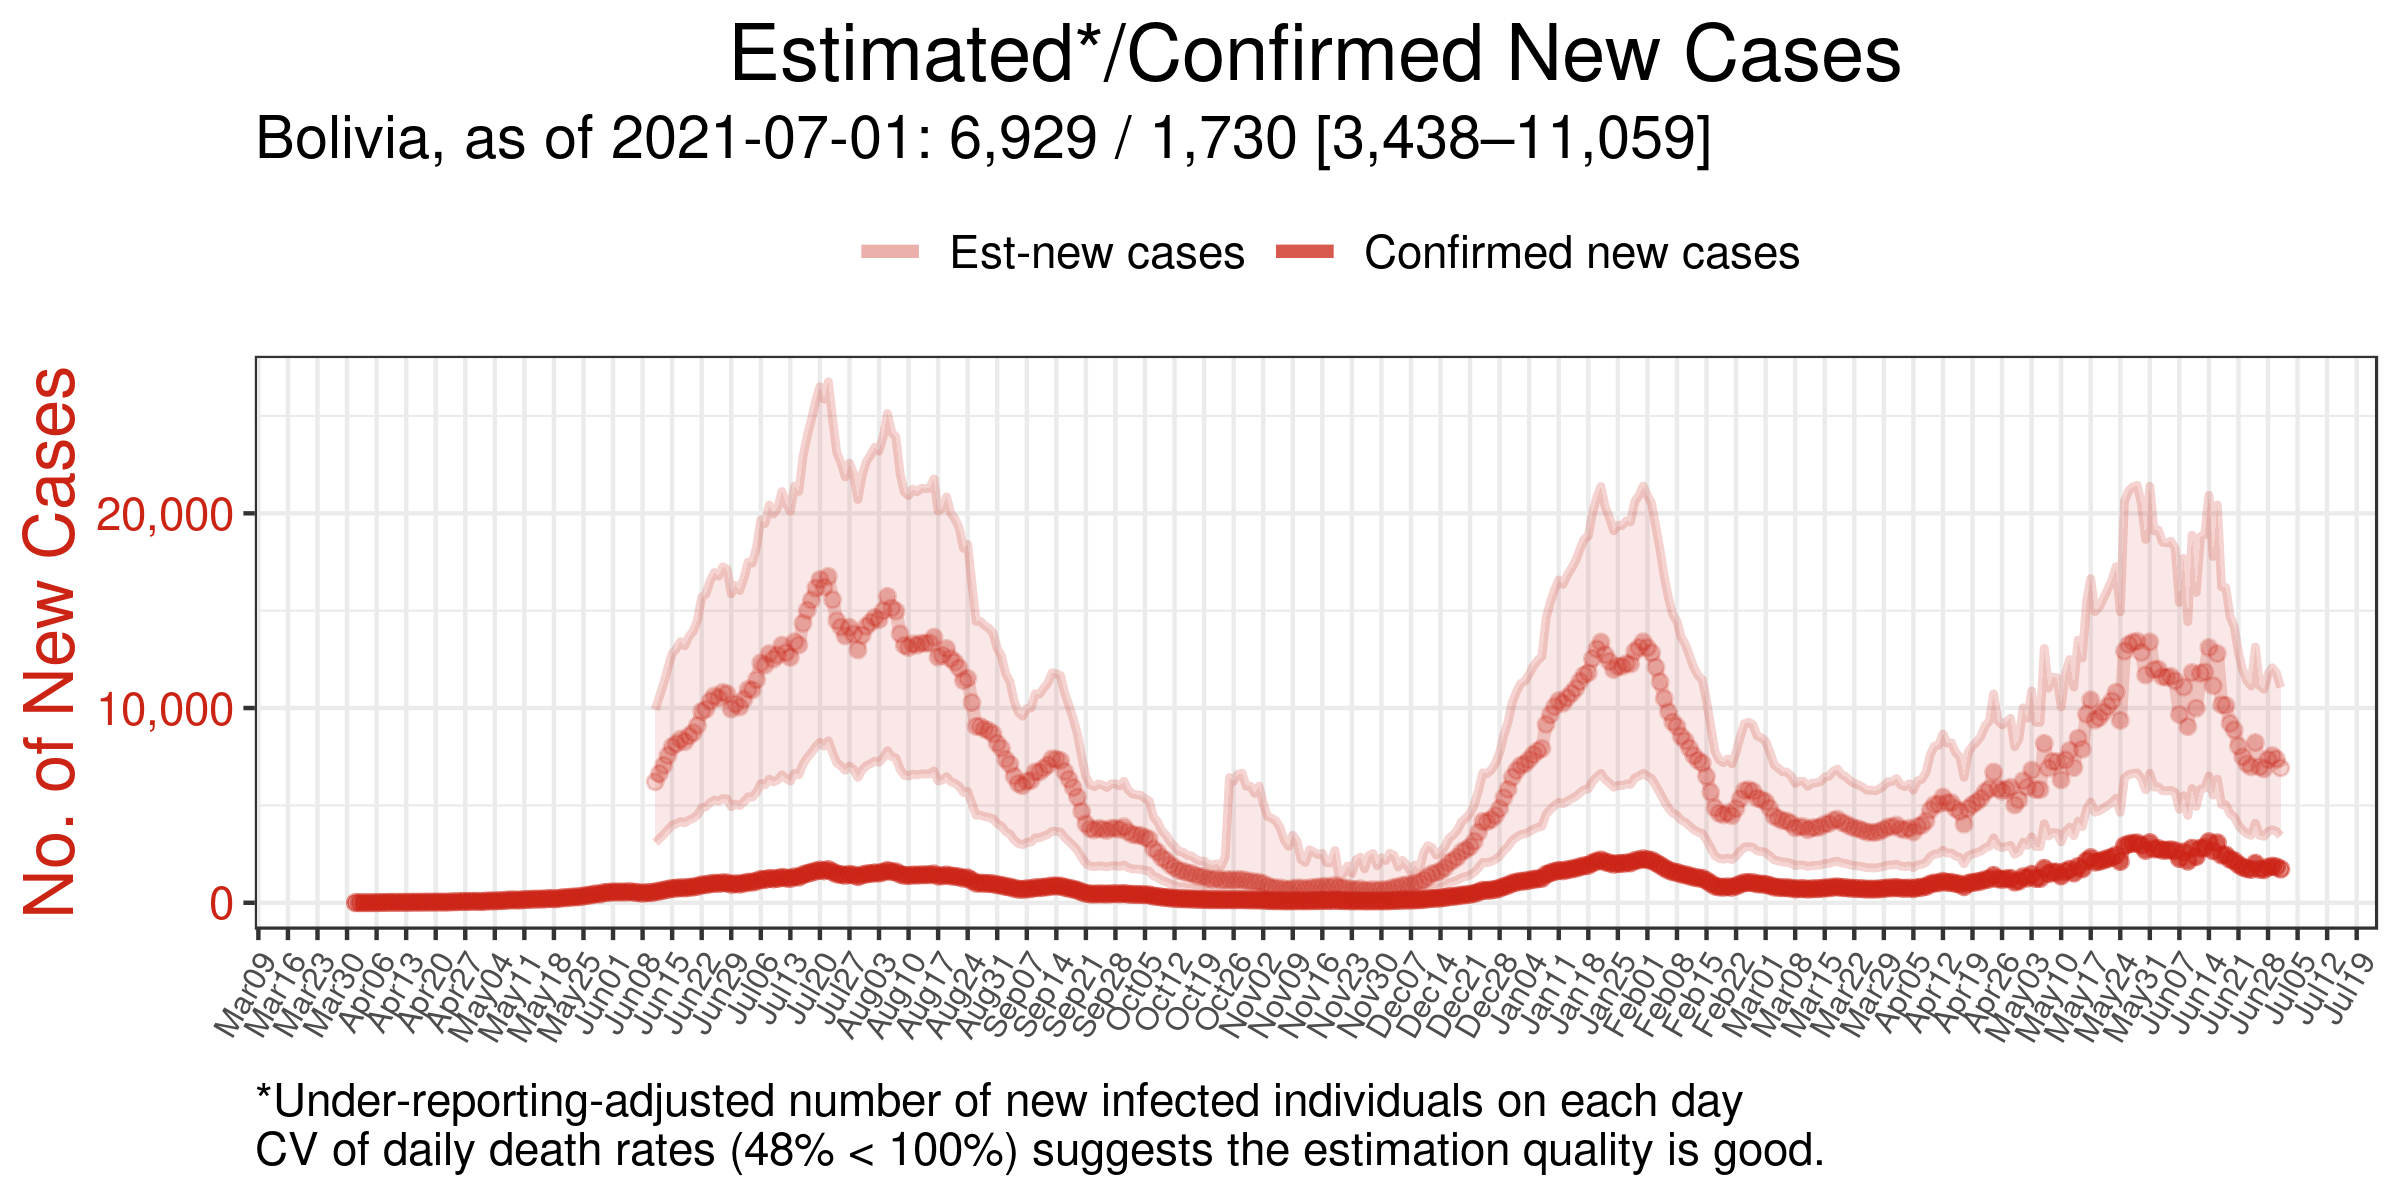 Estimated*/Confirmed New Cases
Bolivia, as of 2021-07-01: 6,929 / 1,730 [3,438–11,059]
Est-new cases
Confirmed new cases
No. of New Cases
20,000
10,000
0
Mar09
Mar16
Mar23
Mar30
Apr06
Apr13
Apr20
Apr27
May04
May11
May18
May25
Jun01
Jun08
Jun15
Jun22
Jun29
Jul06
Jul13
Jul20
Jul27
Aug03
Aug10
Aug17
Aug24
Aug31
Sep07
Sep14
Sep21
Sep28
Oct05
Oct12
Oct19
Oct26
Nov02
Nov09
Nov16
Nov23
Nov30
Dec07
Dec14
Dec21
Dec28
Jan04
Jan11
Jan18
Jan25
Feb01
Feb08
Feb15
Feb22
Mar01
Mar08
Mar15
Mar22
Mar29
Apr05
Apr12
Apr19
Apr26
May03
May10
May17
May24
May31
Jun07
Jun14
Jun21
Jun28
Jul05
Jul12
Jul19
*Under-reporting-adjusted number of new infected individuals on each day
CV of daily death rates (48% < 100%) suggests the estimation quality is good.